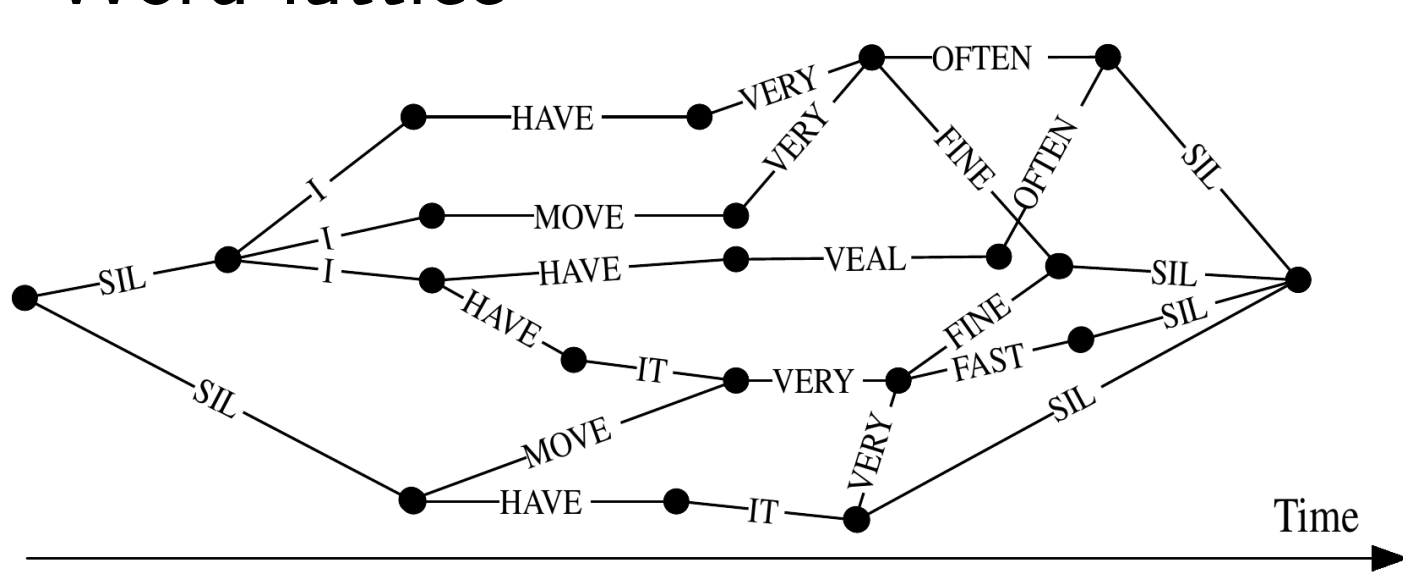 Word lattice
OFTEN
VERY
HAVE
VERY
FINE
OFTEN
SIL
I
MOVE
I
SIL
I
HAVE
VEAL
SIL
HAVE
FINE
SIL
IT
VERY
FAST
SIL
MOVE
VERY
SIL
HAVE
IT
Time